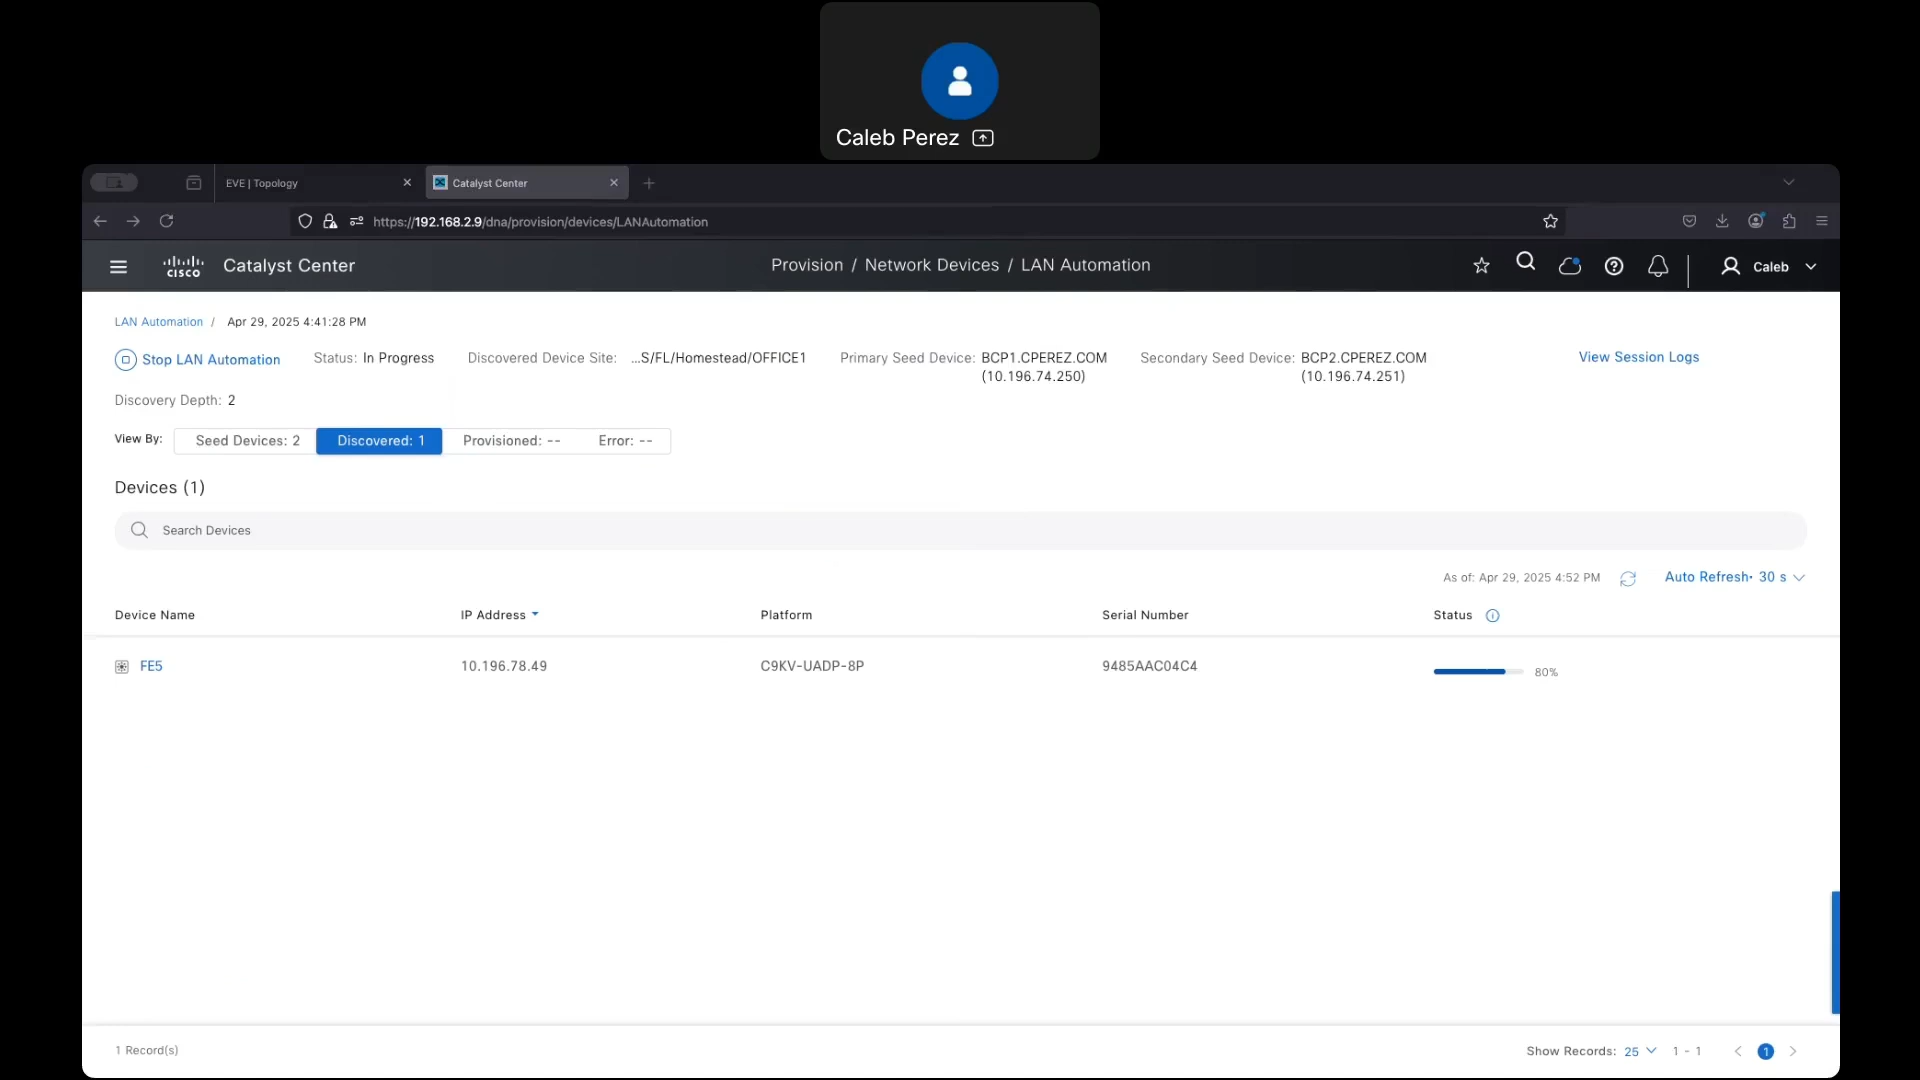 Caleb Perez
EVE | Topology
Catalyst Center
https://192.168.2.9/dna/provision/devices/LANAutomation
CISCO Catalyst Center
Provision / Network Devices / LAN Automation
Caleb
LAN Automation / Apr 29, 2025 4:41:28 PM
Stop LAN Automation Status: In Progress Discovered Device Site: ...S/FL/Homestead/OFFICE1 Primary Seed Device: BCP1.CPEREZ.COM Secondary Seed Device: BCP2.CPEREZ.COM View Session Logs
(10.196.74.250) (10.196.74.251)
Discovery Depth: 2
View By: Seed Devices: 2 Discovered: 1 Provisioned: -- Error: --
Devices (1)
Search Devices
As of: Apr 29, 2025 4:52 PM Auto Refresh• 30 s
Device Name IP Address Platform Serial Number Status
FE5 10.196.78.49 C9KV-UADP-8P 9485AAC04C4 80%
1 Record(s) Show Records: 25 1 - 1 1